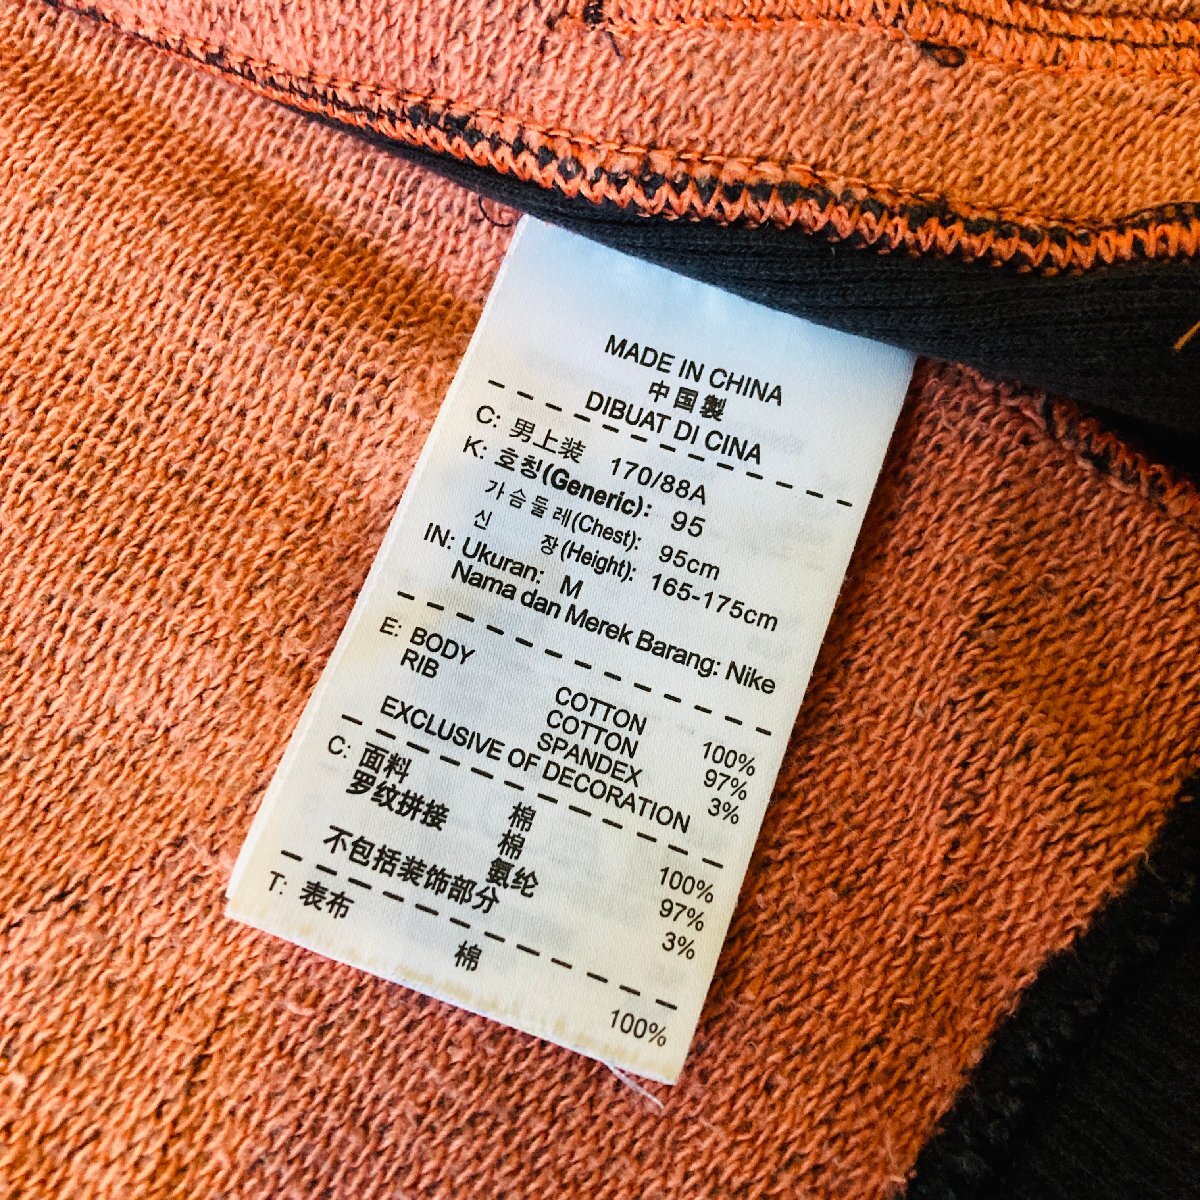 MADE IN CHINA
中国製
DIBUAT DI CINA
C: 男上装 170/88A
K: 호칭(Generic): 95
가슴둘레(Chest): 95cm
신 장(Height): 165-175cm
IN: Ukuran: M
Nama dan Merek Barang: Nike
E: BODY COTTON 100%
RIB COTTON 97%
SPANDEX 3%
EXCLUSIVE OF DECORATION
C: 面料 棉 100%
罗纹拼接 棉 97%
氨纶 3%
不包括装饰部分
T: 表布 棉 100%